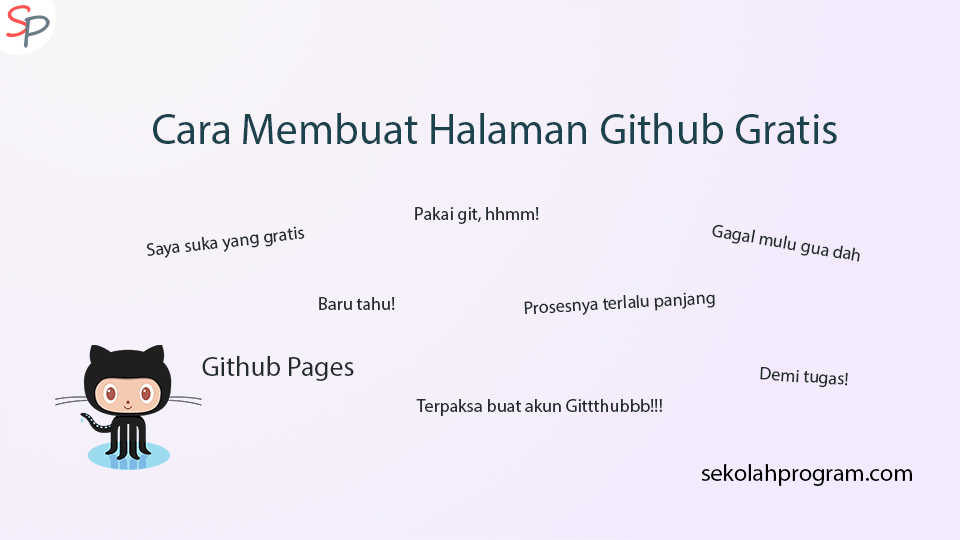 SP
Cara Membuat Halaman Github Gratis
Pakai git, hhmm!
Saya suka yang gratis
Gagal mulu gua dah
Baru tahu!
Prosesnya terlalu panjang
Github Pages
Demi tugas!
Terpaksa buat akun Gittthubbb!!!
sekolahprogram.com